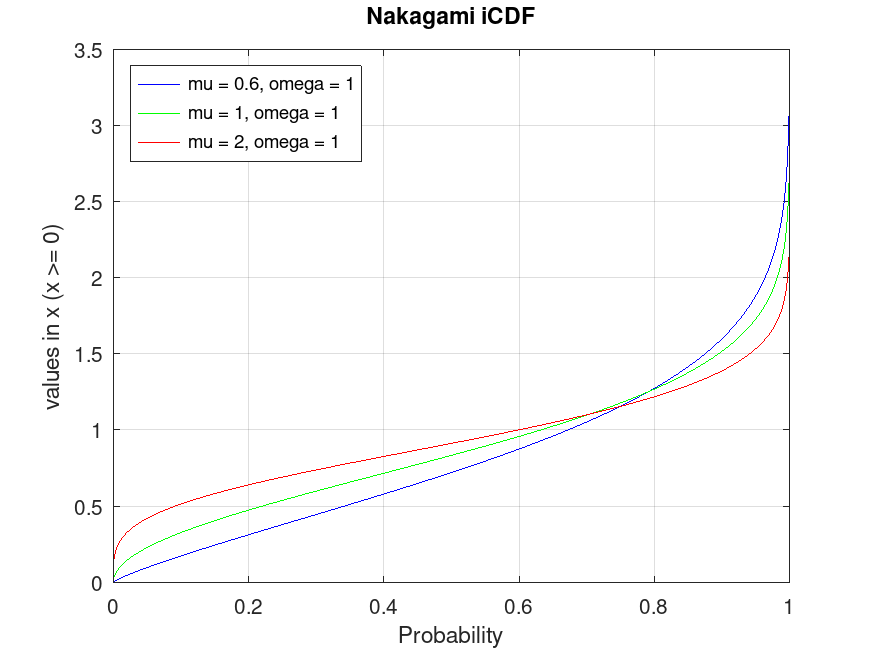 Nakagami iCDF
3.5
3
2.5
2
1.5
1
0.5
0
values in x (x >= 0)
mu = 0.6, omega = 1
mu = 1, omega = 1
mu = 2, omega = 1
0 0.2 0.4 0.6 0.8 1
Probability